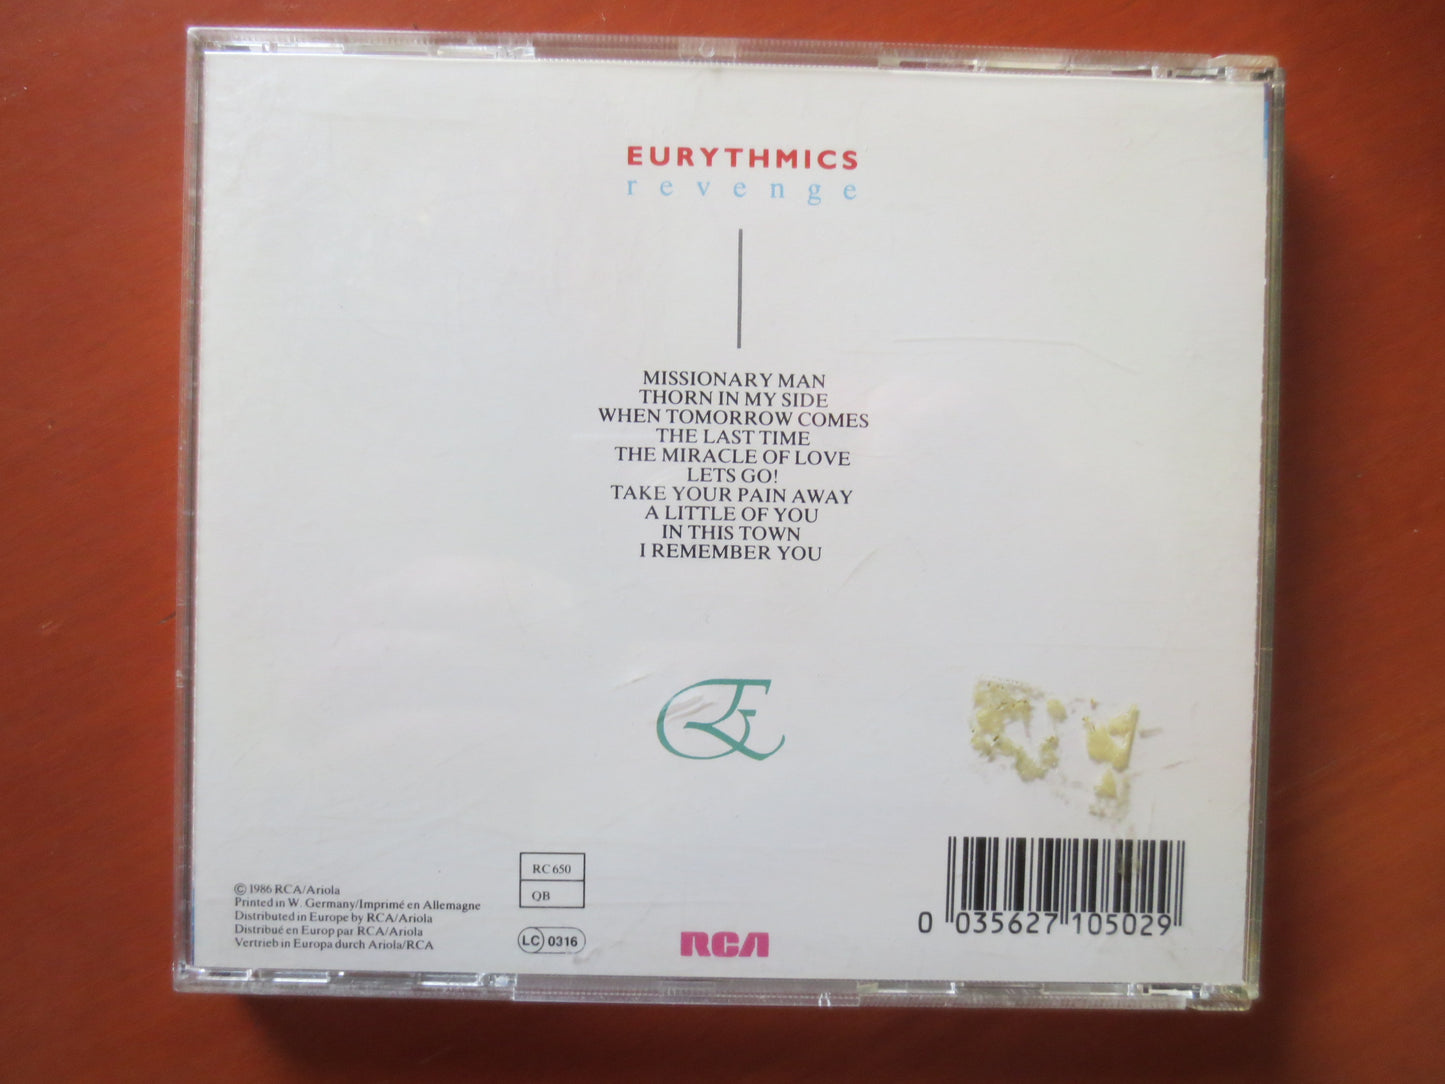 EURYTHMICS
revenge
MISSIONARY MAN
THORN IN MY SIDE
WHEN TOMORROW COMES
THE LAST TIME
THE MIRACLE OF LOVE
LETS GO!
TAKE YOUR PAIN AWAY
A LITTLE OF YOU
IN THIS TOWN
I REMEMBER YOU
© 1986 RCA/Ariola
Printed in W. Germany/Imprimé en Allemagne
Distributed in Europe by RCA/Ariola
Distribué en Europ par RCA/Ariola
Vertrieb in Europa durch Ariola/RCA
RC 650
QB
LC 0316
RCA
0 035627 105029